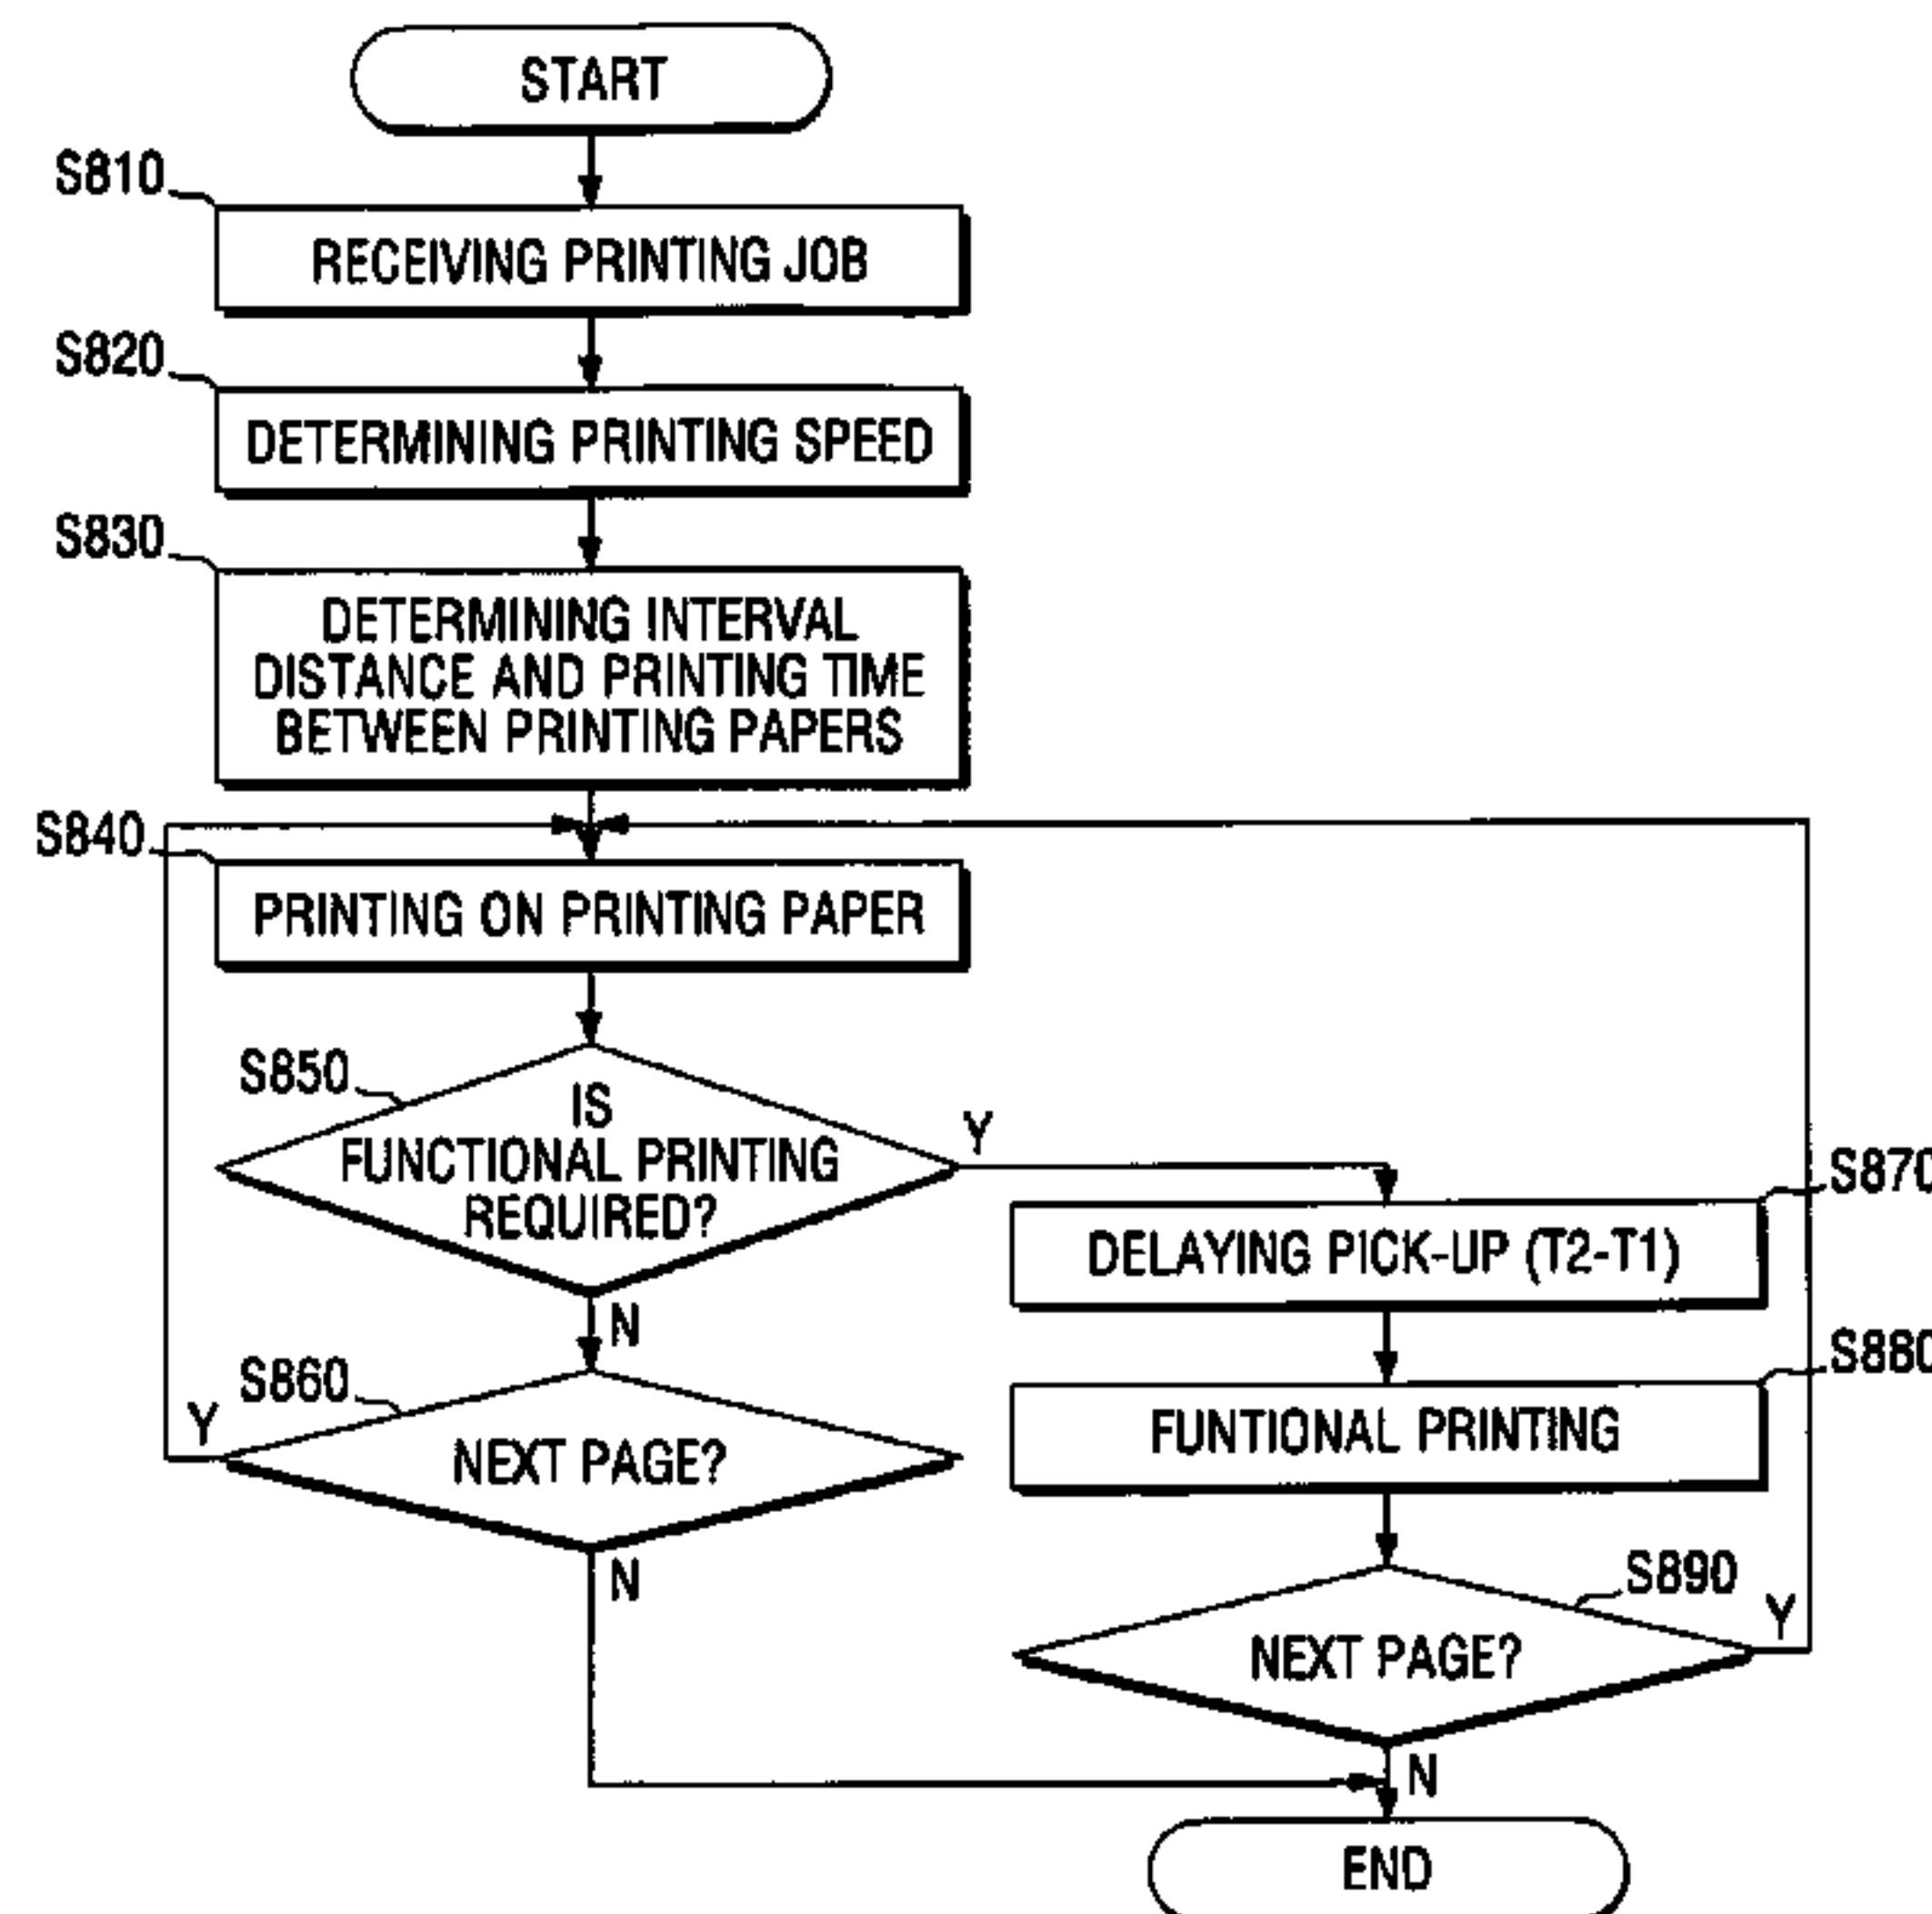 START
S810
RECEIVING PRINTING JOB
S820
DETERMINING PRINTING SPEED
S830
DETERMINING INTERVAL
DISTANCE AND PRINTING TIME
BETWEEN PRINTING PAPERS
S840
PRINTING ON PRINTING PAPER
S850
IS
FUNCTIONAL PRINTING
REQUIRED?
Y
N
S860
NEXT PAGE?
Y
N
S870
DELAYING PICK-UP (T2-T1)
S880
FUNTIONAL PRINTING
S890
NEXT PAGE?
Y
N
END